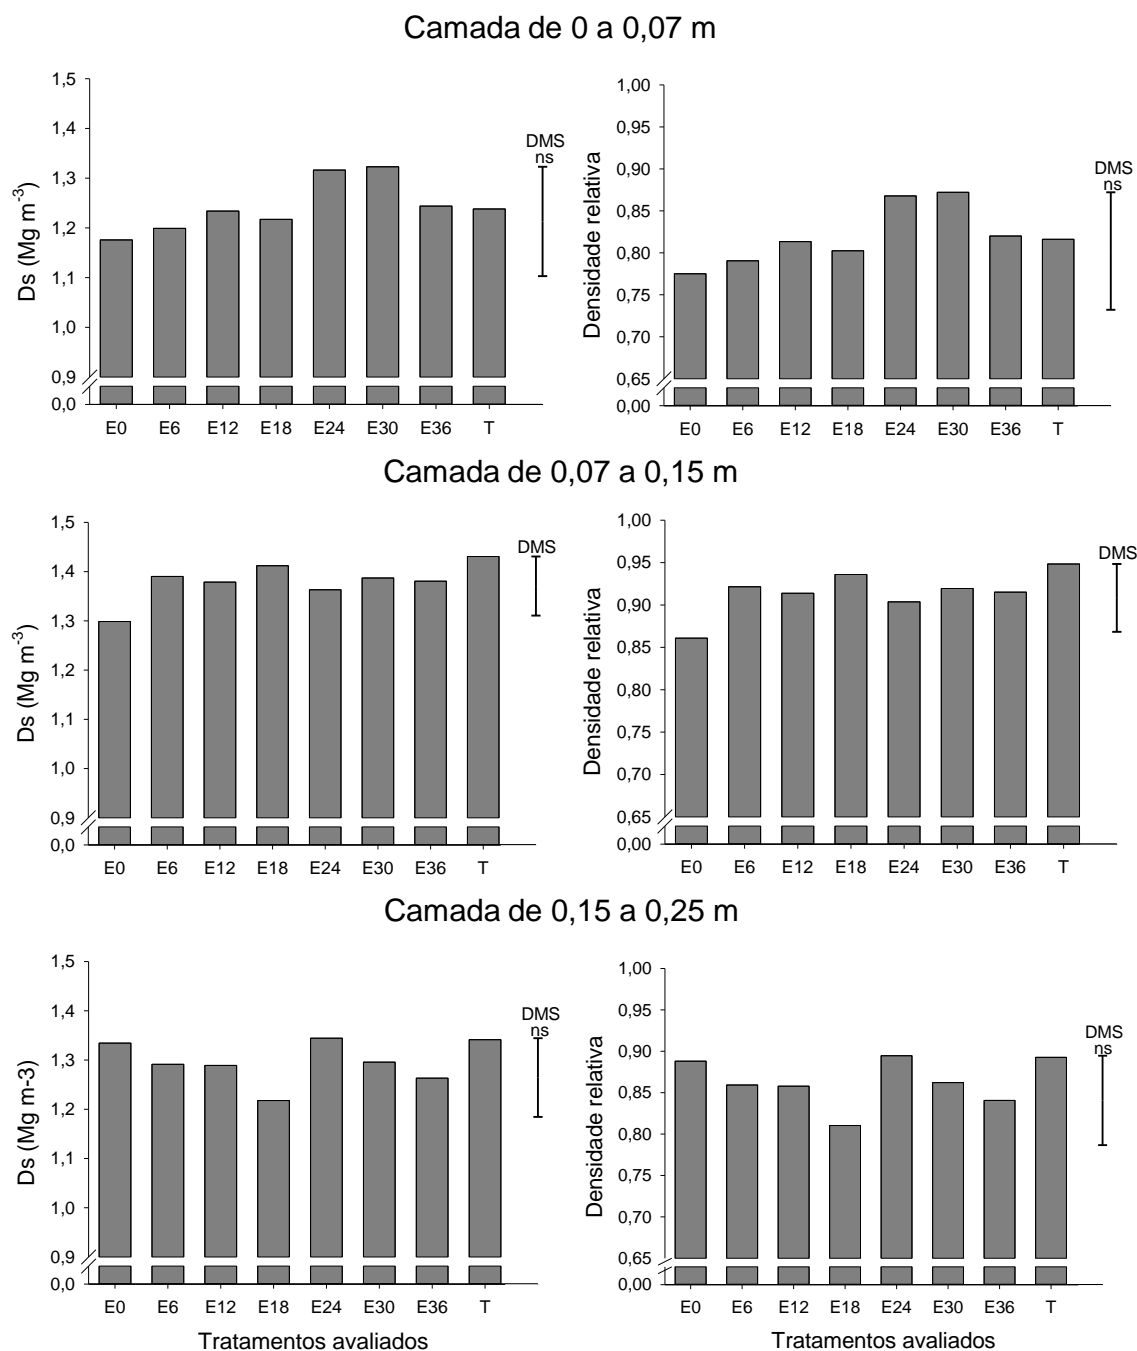 Camada de 0 a 0,07 m
Ds (Mg m-3)
1,5
1,4
1,3
1,2
1,1
1,0
0,9
0,0
DMS
ns
E0 E6 E12 E18 E24 E30 E36 T
Densidade relativa
1,00
0,95
0,90
0,85
0,80
0,75
0,70
0,65
0,00
DMS
ns
E0 E6 E12 E18 E24 E30 E36 T
Camada de 0,07 a 0,15 m
Ds (Mg m-3)
1,5
1,4
1,3
1,2
1,1
1,0
0,9
0,0
DMS
E0 E6 E12 E18 E24 E30 E36 T
Densidade relativa
1,00
0,95
0,90
0,85
0,80
0,75
0,70
0,65
0,00
DMS
E0 E6 E12 E18 E24 E30 E36 T
Camada de 0,15 a 0,25 m
Ds (Mg m-3)
1,5
1,4
1,3
1,2
1,1
1,0
0,9
0,0
DMS
ns
E0 E6 E12 E18 E24 E30 E36 T
Tratamentos avaliados
Densidade relativa
1,00
0,95
0,90
0,85
0,80
0,75
0,70
0,65
0,00
DMS
ns
E0 E6 E12 E18 E24 E30 E36 T
Tratamentos avaliados